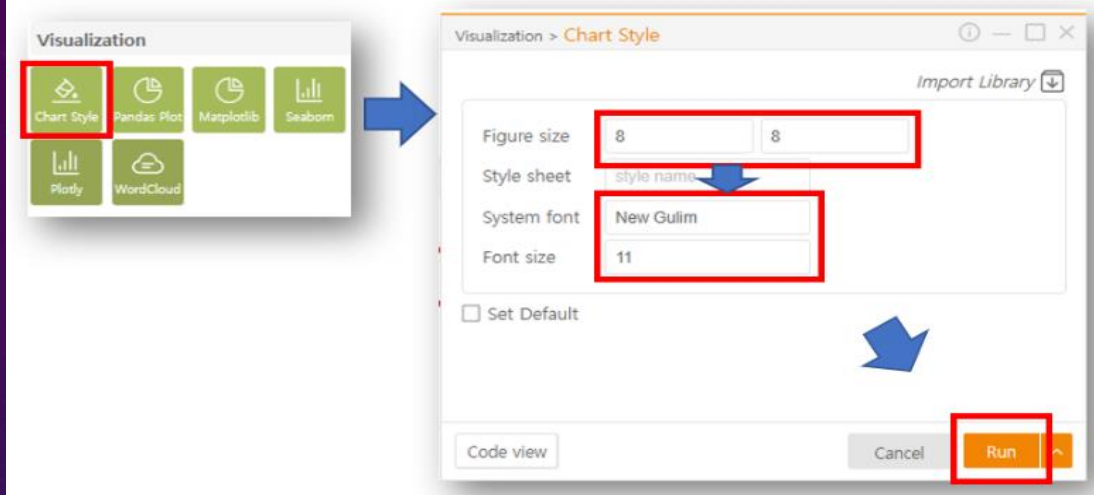 Visualization
Chart Style
Pandas Plot
Matplotlib
Seaborn
Plotly
WordCloud
Visualization > Chart Style
Import Library
Figure size 8 8
Style sheet style name
System font New Gulim
Font size 11
Set Default
Code view Cancel Run